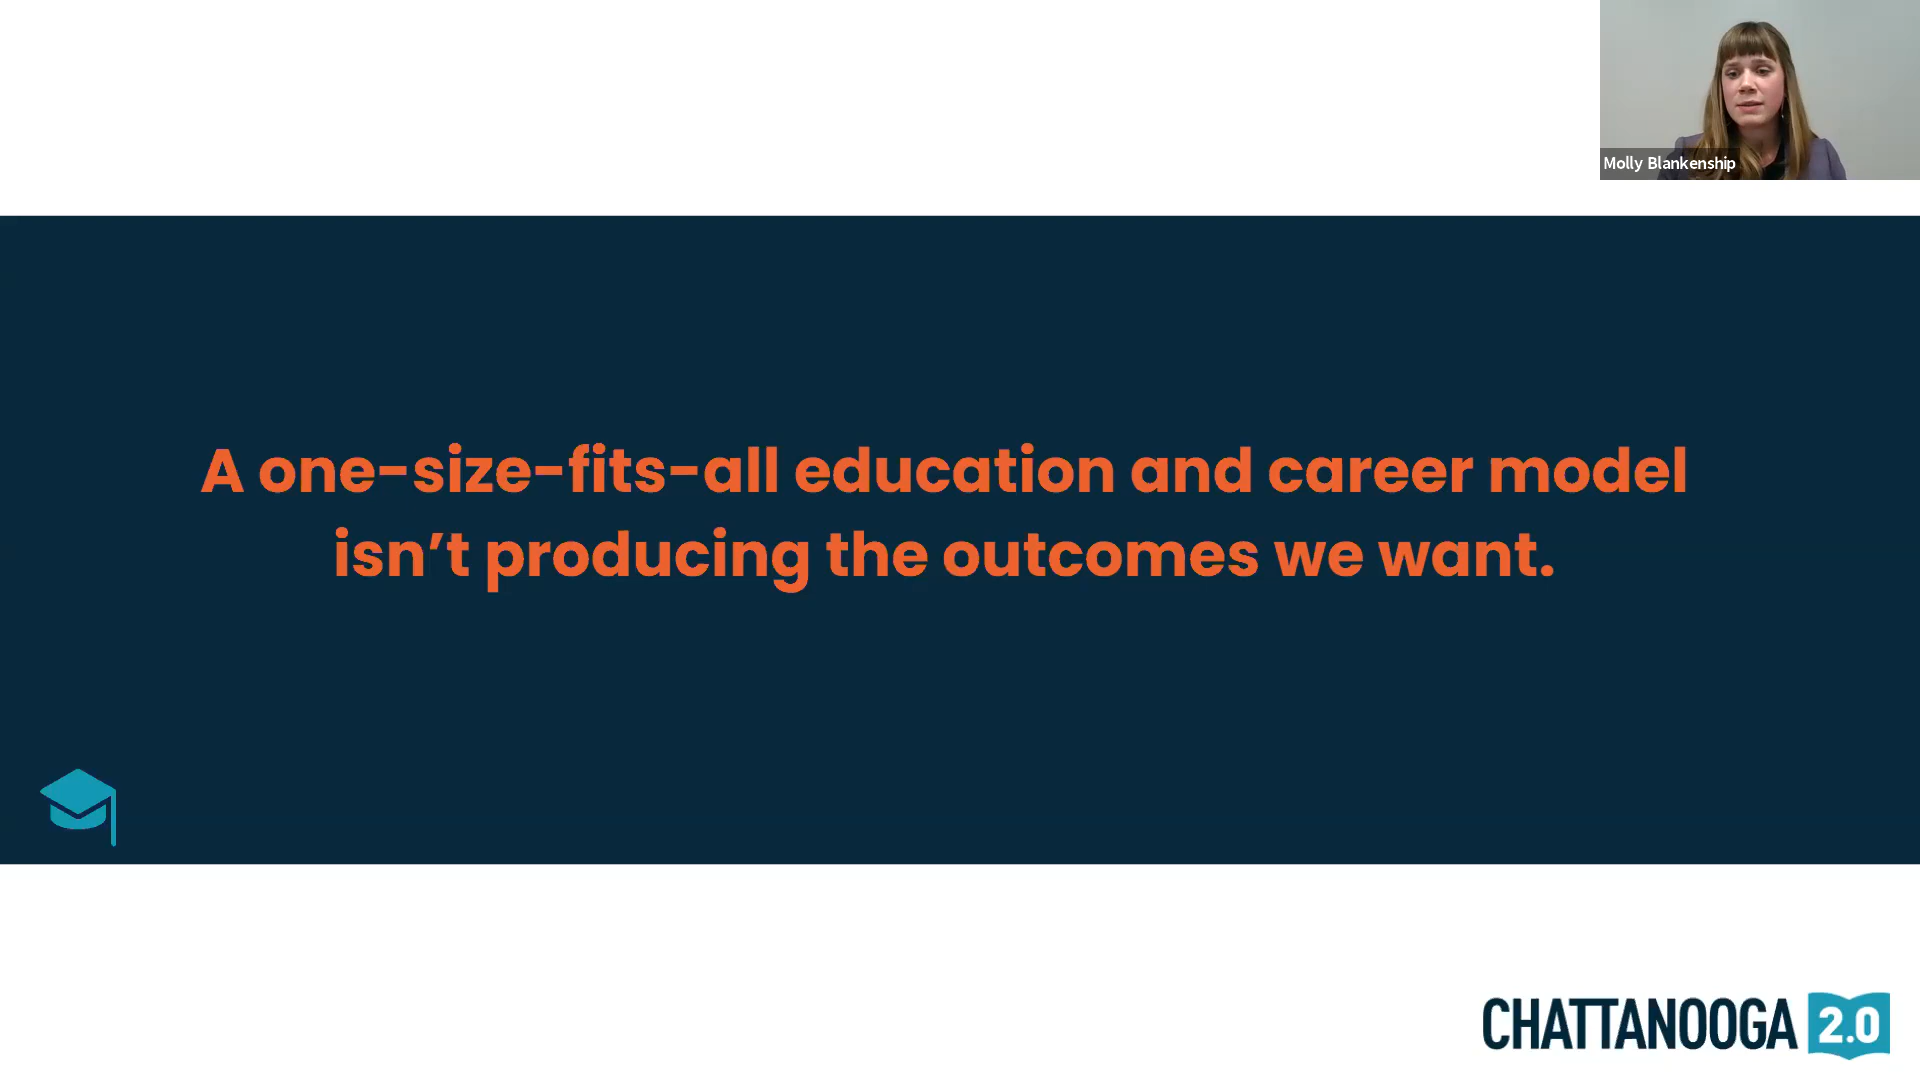 Molly Blankenship
A one-size-fits-all education and career model
isn’t producing the outcomes we want.
CHATTANOOGA 2.0